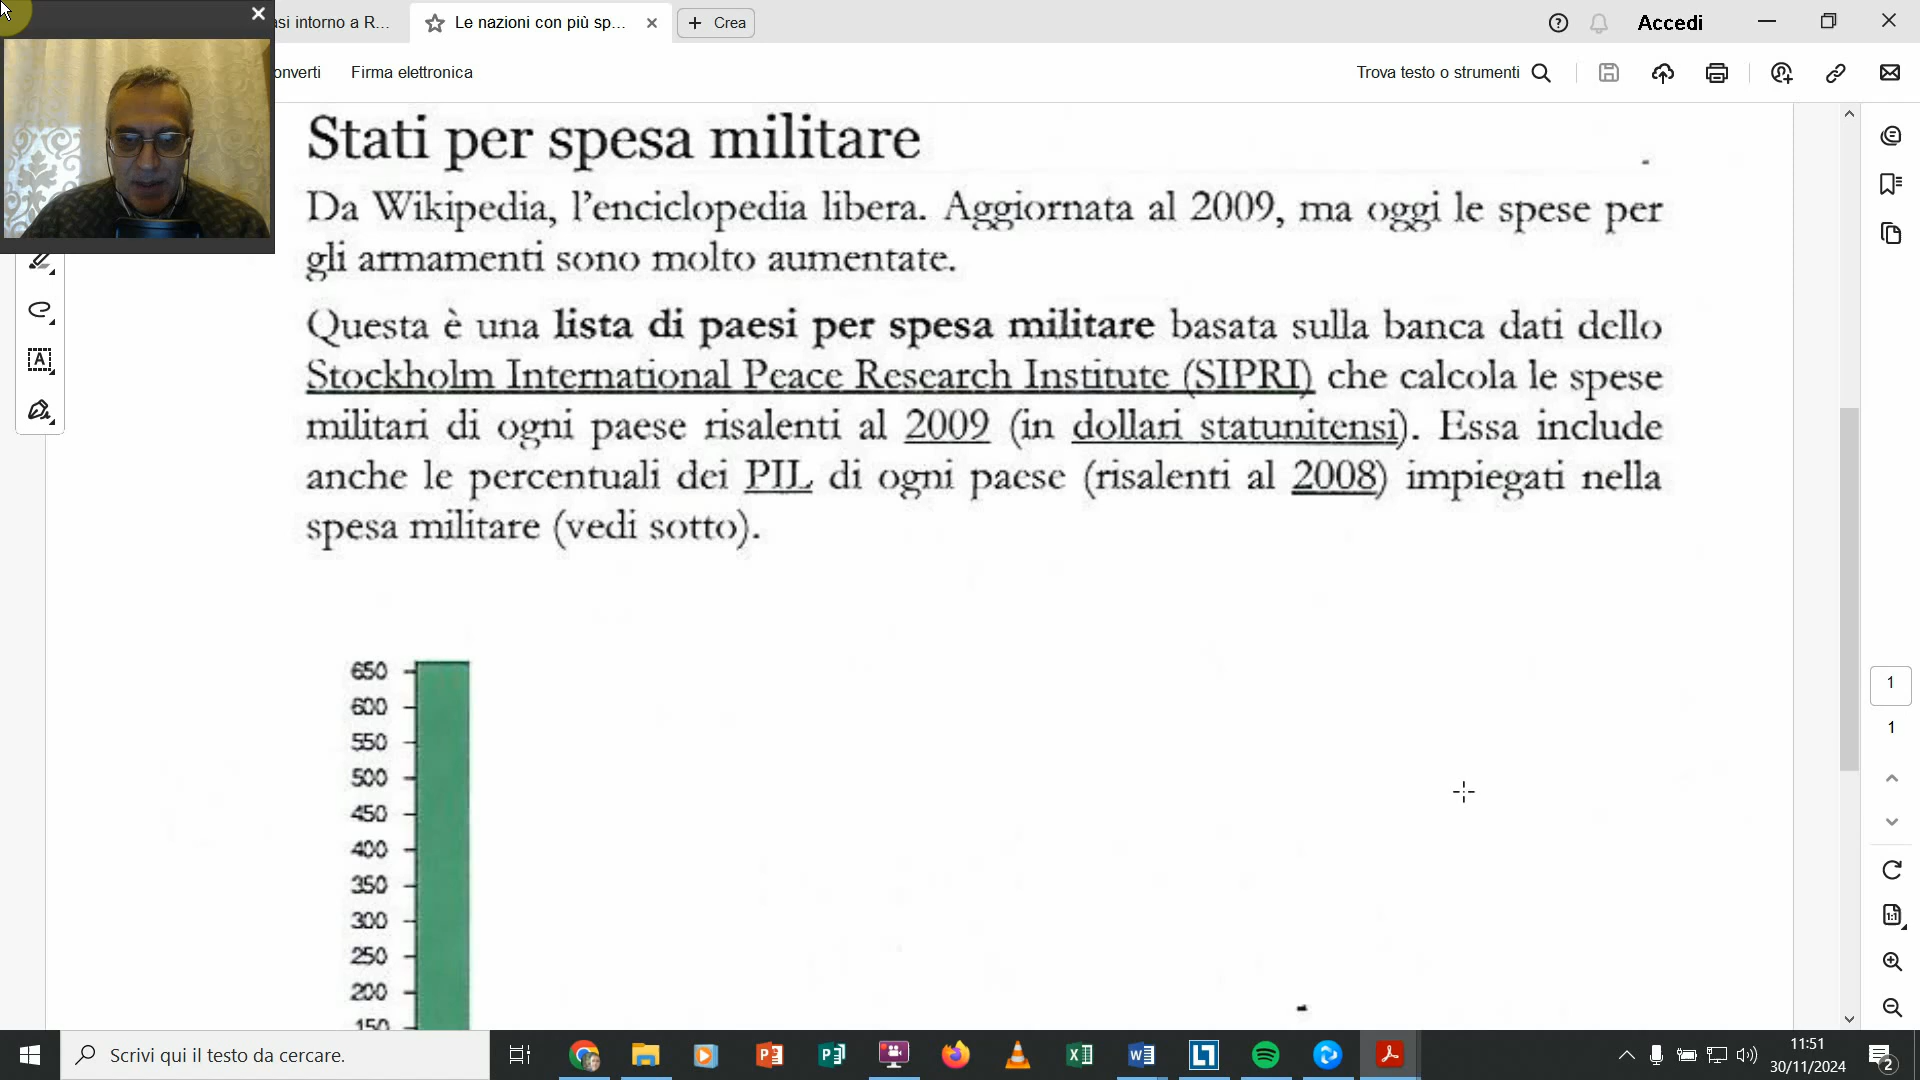 asi intorno a R...
Le nazioni con più sp...
Crea
Accedi
onverti
Firma elettronica
Trova testo o strumenti
Stati per spesa militare
Da Wikipedia, l'enciclopedia libera. Aggiornata al 2009, ma oggi le spese per
gli armamenti sono molto aumentate.
Questa è una lista di paesi per spesa militare basata sulla banca dati dello
Stockholm International Peace Research Institute (SIPRI) che calcola le spese
militari di ogni paese risalenti al 2009 (in dollari statunitensi). Essa include
anche le percentuali dei PIL di ogni paese (risalenti al 2008) impiegati nella
spesa militare (vedi sotto).
650
600
550
500
450
400
350
300
250
200
150
1
1
Scrivi qui il testo da cercare.
11:51
30/11/2024
2